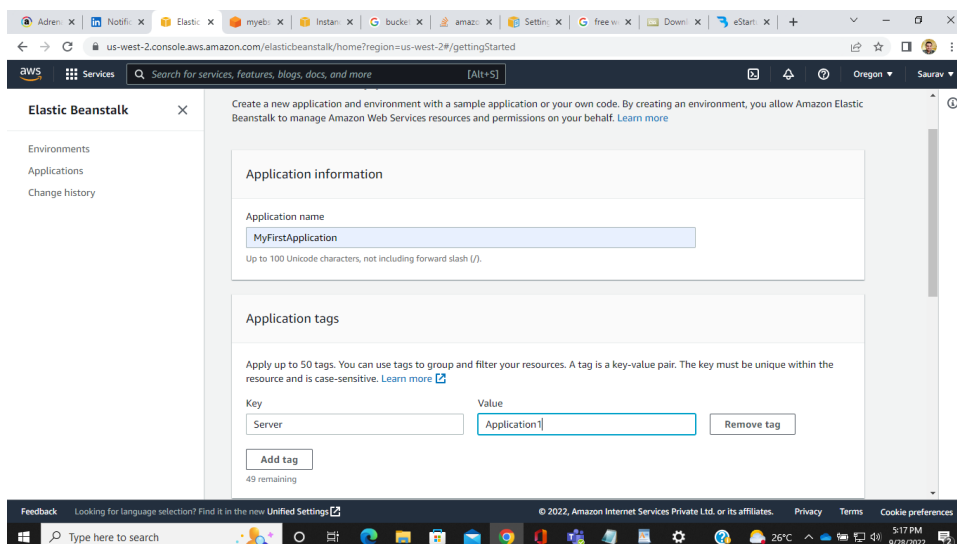 Adren
Notific
Elastic
myebs
Instan
G bucket
amazo
Setting
G free w
Downl
eStart
us-west-2.console.aws.amazon.com/elasticbeanstalk/home?region=us-west-2#/gettingStarted
aws
Services
Search for services, features, blogs, docs, and more [Alt+S]
Oregon ▼
Saurav ▼
Elastic Beanstalk
Environments
Applications
Change history
Create a new application and environment with a sample application or your own code. By creating an environment, you allow Amazon Elastic
Beanstalk to manage Amazon Web Services resources and permissions on your behalf. Learn more
Application information
Application name
MyFirstApplication
Up to 100 Unicode characters, not including forward slash (/).
Application tags
Apply up to 50 tags. You can use tags to group and filter your resources. A tag is a key-value pair. The key must be unique within the
resource and is case-sensitive. Learn more
Key
Value
Server
Application1
Remove tag
Add tag
49 remaining
Feedback
Looking for language selection? Find it in the new Unified Settings
© 2022, Amazon Internet Services Private Ltd. or its affiliates.
Privacy
Terms
Cookie preferences
Type here to search
26°C
5:17 PM
9/28/2022